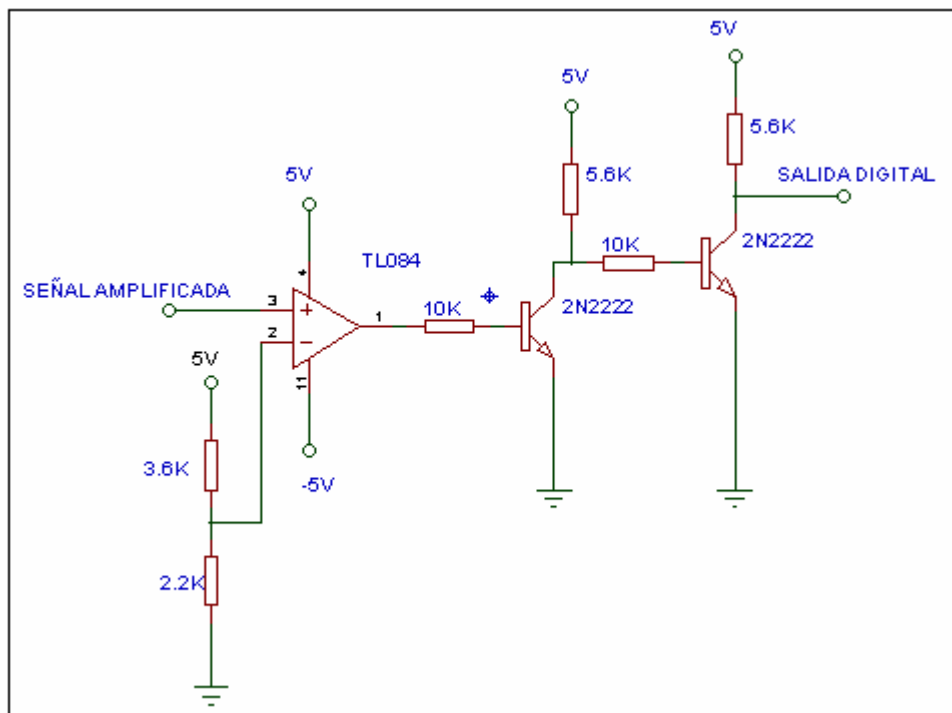 5V
5V
5.6K
5.6K
SALIDA DIGITAL
5V
TL084
10K
2N2222
SEÑAL AMPLIFICADA
4
3
+
1
10K
2N2222
2
−
5V
11
-5V
3.6K
2.2K